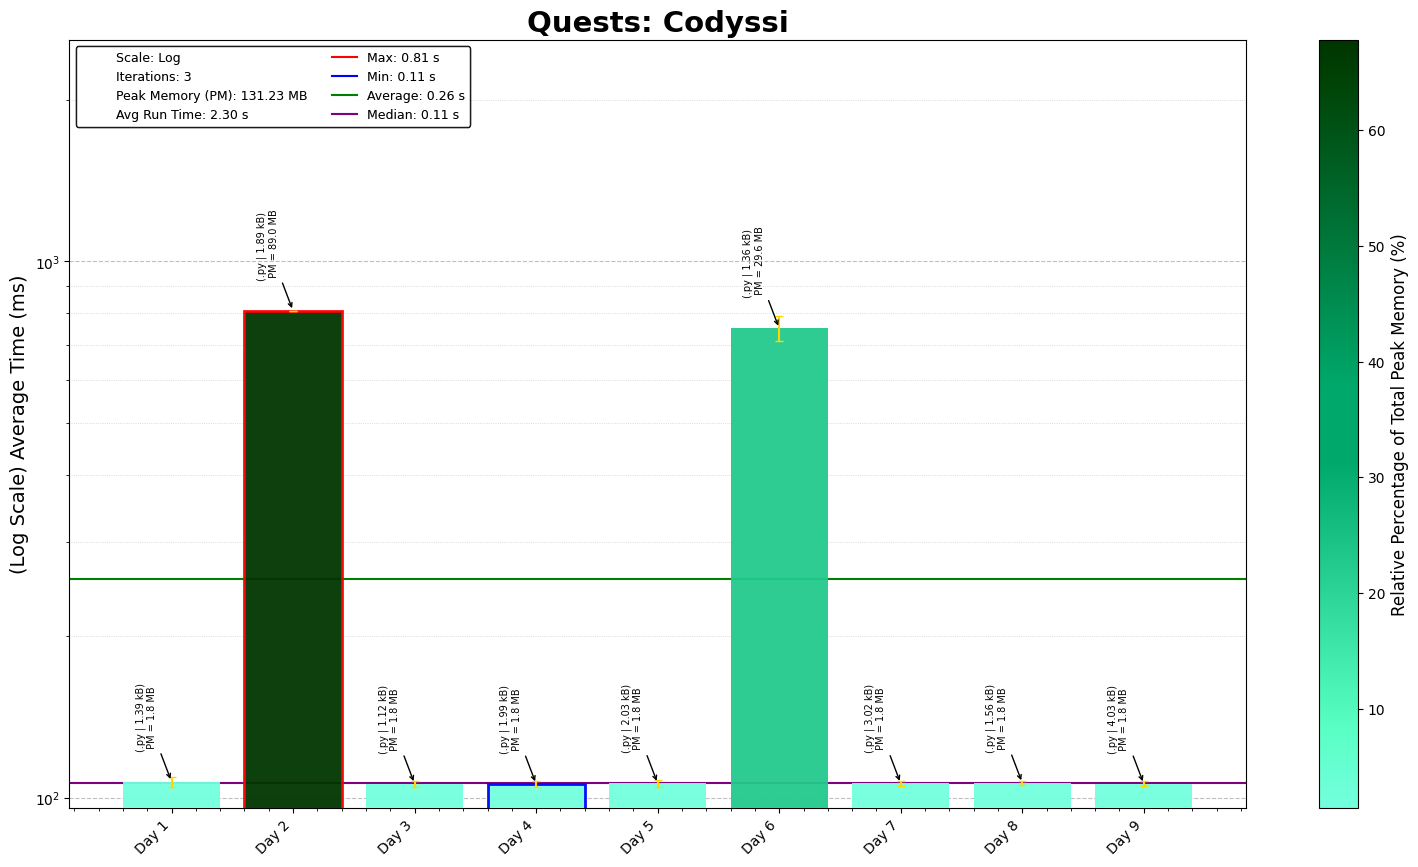 Quests: Codyssi
Scale: Log
Iterations: 3
Peak Memory (PM): 131.23 MB
Avg Run Time: 2.30 s
Max: 0.81 s
Min: 0.11 s
Average: 0.26 s
Median: 0.11 s
(Log Scale) Average Time (ms)
10³
10²
(.py | 1.39 kB)
PM = 1.8 MB
(.py | 1.89 kB)
PM = 89.0 MB
(.py | 1.12 kB)
PM = 1.8 MB
(.py | 1.99 kB)
PM = 1.8 MB
(.py | 2.03 kB)
PM = 1.8 MB
(.py | 1.36 kB)
PM = 29.6 MB
(.py | 3.02 kB)
PM = 1.8 MB
(.py | 1.56 kB)
PM = 1.8 MB
(.py | 4.03 kB)
PM = 1.8 MB
Day 1
Day 2
Day 3
Day 4
Day 5
Day 6
Day 7
Day 8
Day 9
60
50
40
30
20
10
Relative Percentage of Total Peak Memory (%)